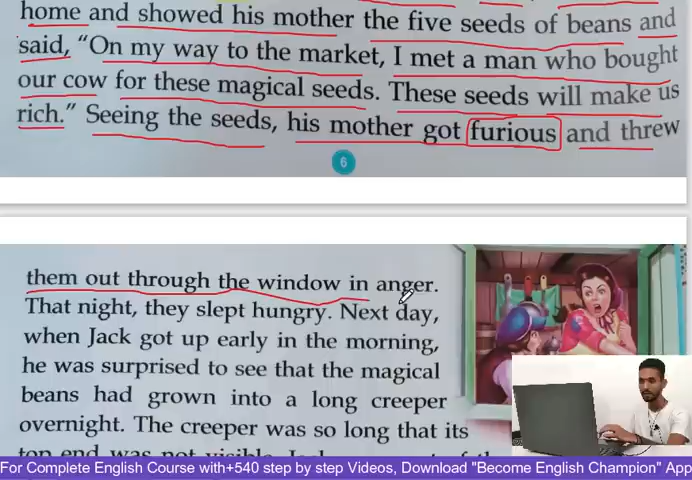 home and showed his mother the five seeds of beans and
said, “On my way to the market, I met a man who bought
our cow for these magical seeds. These seeds will make us
rich.” Seeing the seeds, his mother got furious and threw
6
them out through the window in anger.
That night, they slept hungry. Next day,
when Jack got up early in the morning,
he was surprised to see that the magical
beans had grown into a long creeper
overnight. The creeper was so long that its
top end was not visible.
For Complete English Course with+540 step by step Videos, Download "Become English Champion" App